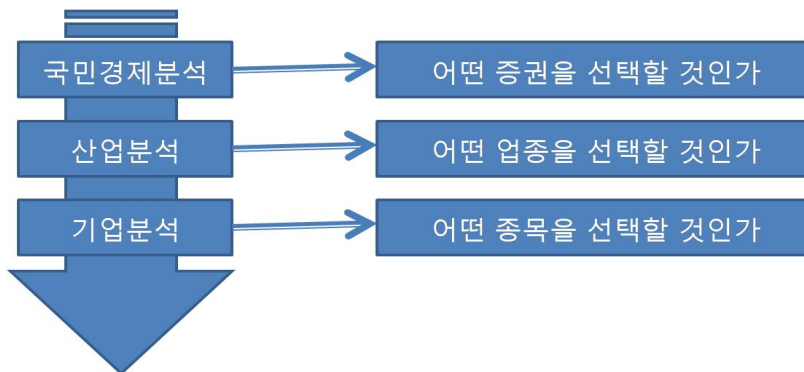 국민경제분석
어떤 증권을 선택할 것인가
산업분석
어떤 업종을 선택할 것인가
기업분석
어떤 종목을 선택할 것인가